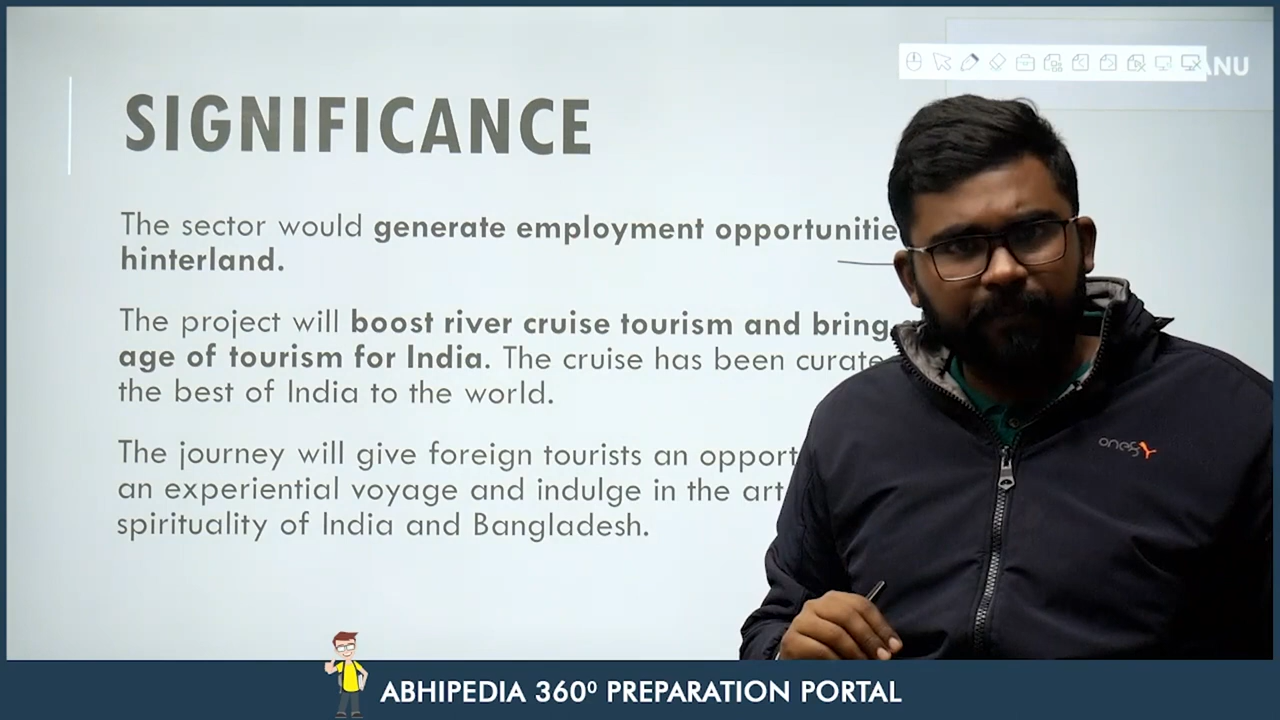 ANU
SIGNIFICANCE
The sector would generate employment opportunitie
hinterland.
The project will boost river cruise tourism and bring
age of tourism for India. The cruise has been curate
the best of India to the world.
The journey will give foreign tourists an opport
an experiential voyage and indulge in the art
spirituality of India and Bangladesh.
one8
ABHIPEDIA 360⁰ PREPARATION PORTAL